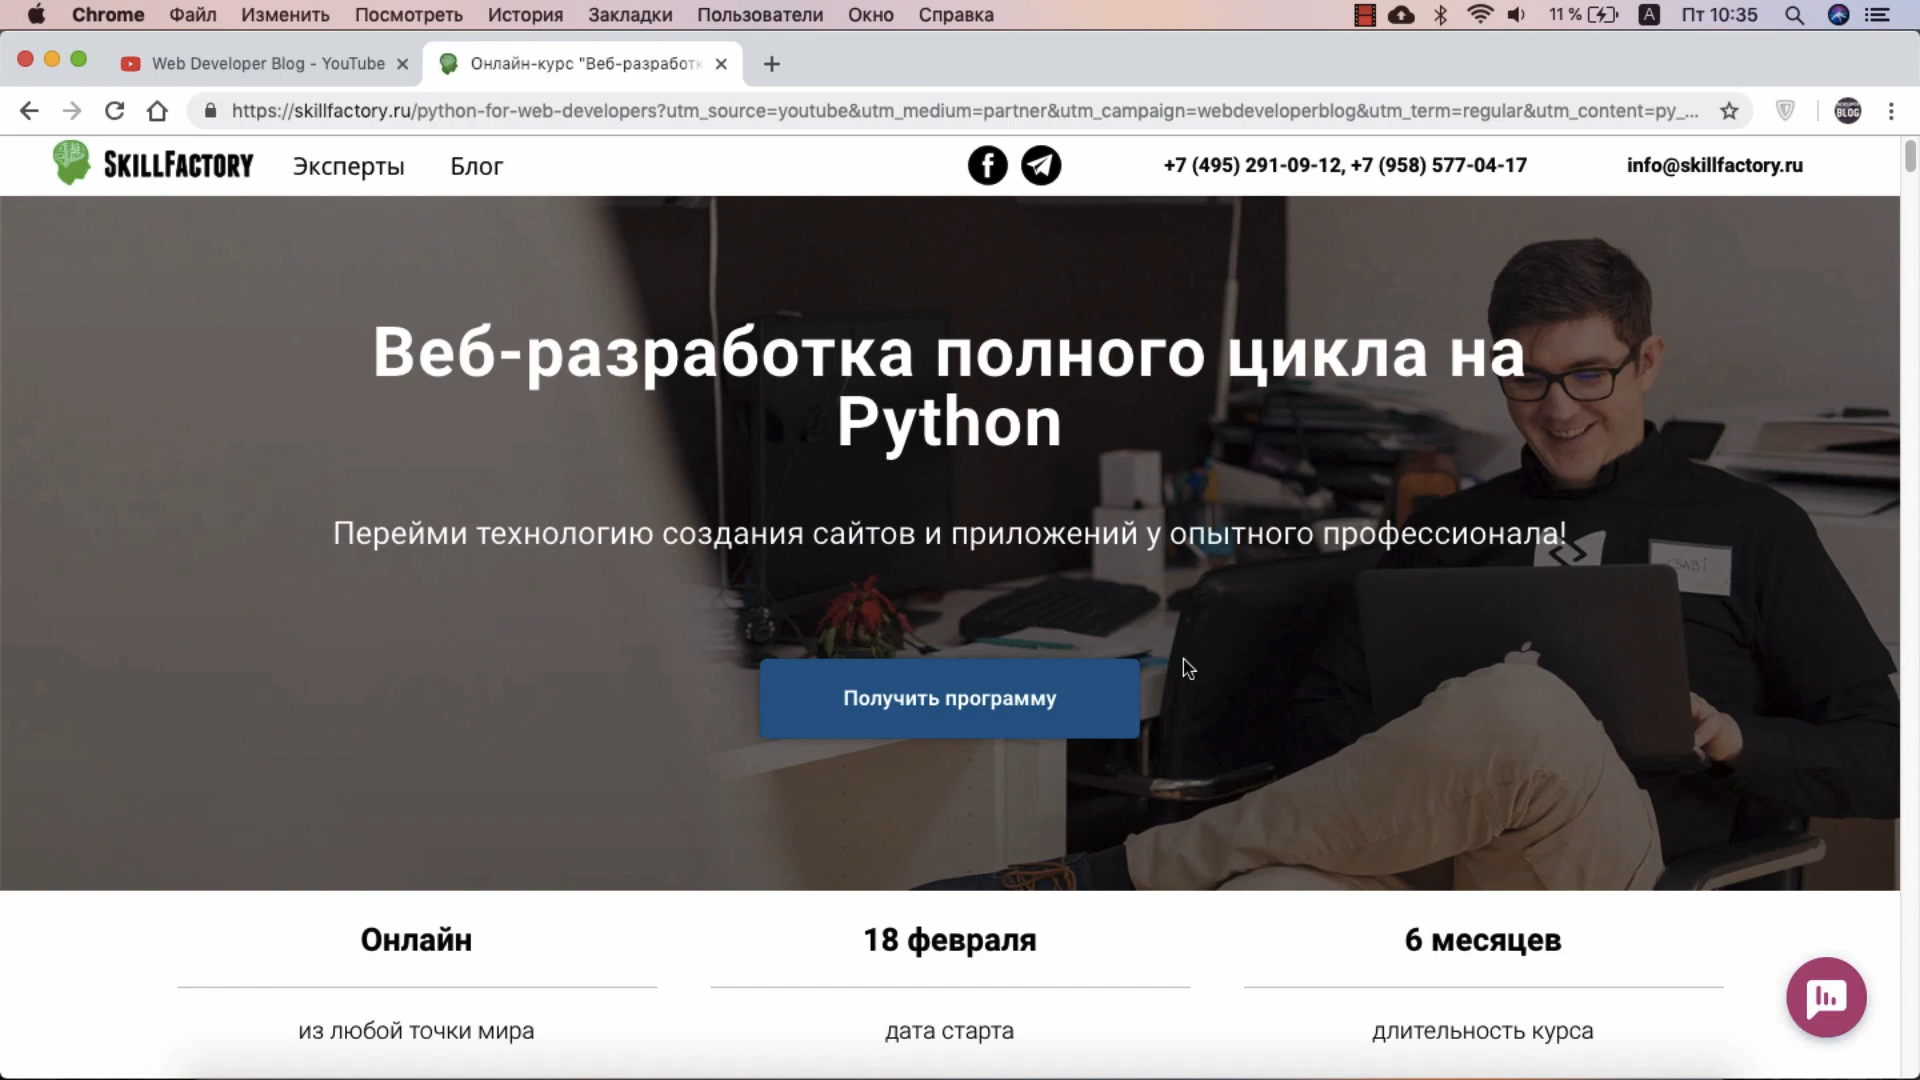 Chrome Файл Изменить Посмотреть История Закладки Пользователи Окно Справка 11 % A Пт 10:35
Web Developer Blog - YouTube Онлайн-курс "Веб-разработк
https://skillfactory.ru/python-for-web-developers?utm_source=youtube&utm_medium=partner&utm_campaign=webdeveloperblog&utm_term=regular&utm_content=py_... BLOG
SKILLFACTORY Эксперты Блог +7 (495) 291-09-12, +7 (958) 577-04-17 info@skillfactory.ru
Веб-разработка полного цикла на
Python
Перейми технологию создания сайтов и приложений у опытного профессионала!
CSABI
Получить программу
Онлайн 18 февраля 6 месяцев
из любой точки мира дата старта длительность курса